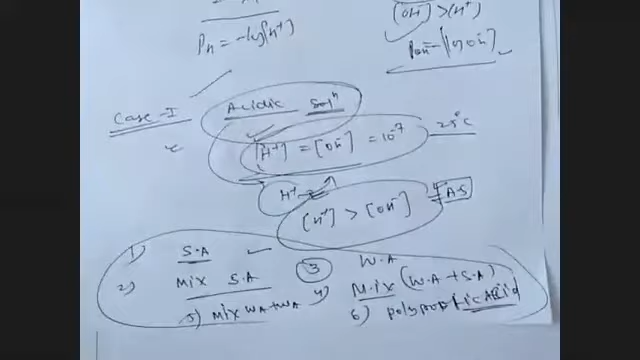 [OH⁻] > (H⁺)
PH = -log[H⁺]
POH = -log[OH⁻]
Case-I
Acidic Solⁿ
[H⁺] = [OH⁻] = 10⁻⁷ 25°C
H⁺
[H⁺] > [OH⁻] A.S
1) S.A
3 W.A
2) Mix S.A
4) Mix (W.A + S.A)
5) Mix WA + WA
6) polyprotic Acid